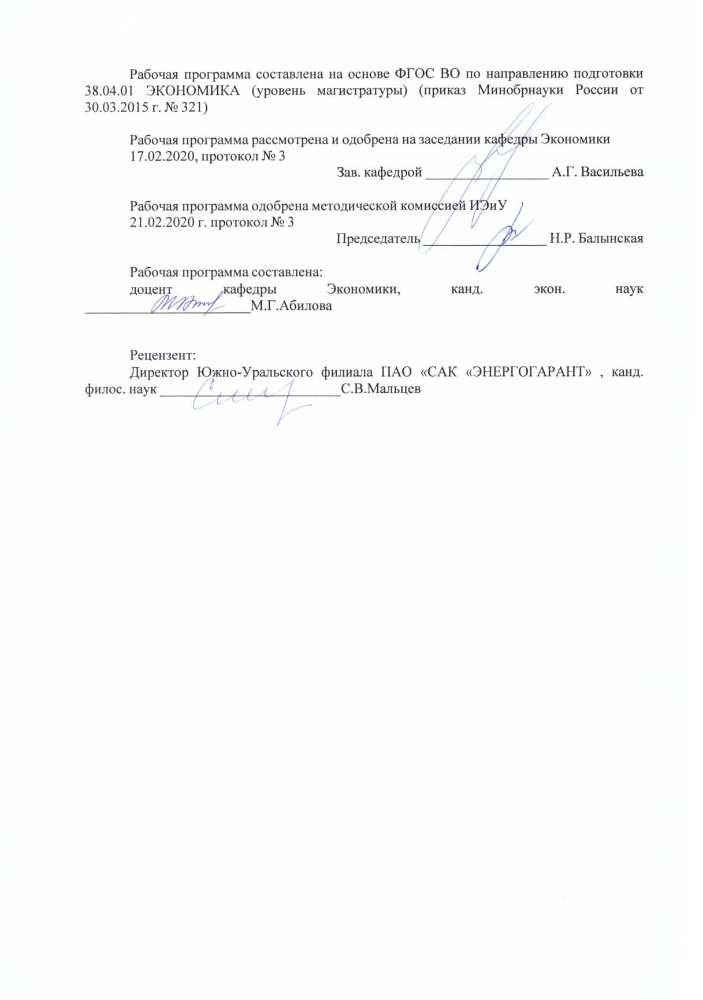 Рабочая программа составлена на основе ФГОС ВО по направлению подготовки
38.04.01 ЭКОНОМИКА (уровень магистратуры) (приказ Минобрнауки России от
30.03.2015 г. № 321)
Рабочая программа рассмотрена и одобрена на заседании кафедры Экономики
17.02.2020, протокол № 3
Зав. кафедрой _________________ А.Г. Васильева
Рабочая программа одобрена методической комиссией ИЭиУ
21.02.2020 г. протокол № 3
Председатель _________________ Н.Р. Балынская
Рабочая программа составлена:
доцент кафедры Экономики, канд. экон. наук
_______________________М.Г.Абилова
Рецензент:
Директор Южно-Уральского филиала ПАО «САК «ЭНЕРГОГАРАНТ» , канд.
филос. наук _________________________С.В.Мальцев